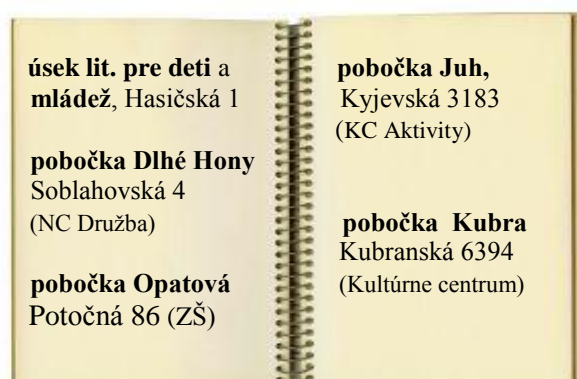 úsek lit. pre deti a
mládež, Hasičská 1
pobočka Dlhé Hony
Soblahovská 4
(NC Družba)
pobočka Opatová
Potočná 86 (ZŠ)
pobočka Juh,
Kyjevská 3183
(KC Aktivity)
pobočka Kubra
Kubranská 6394
(Kultúrne centrum)